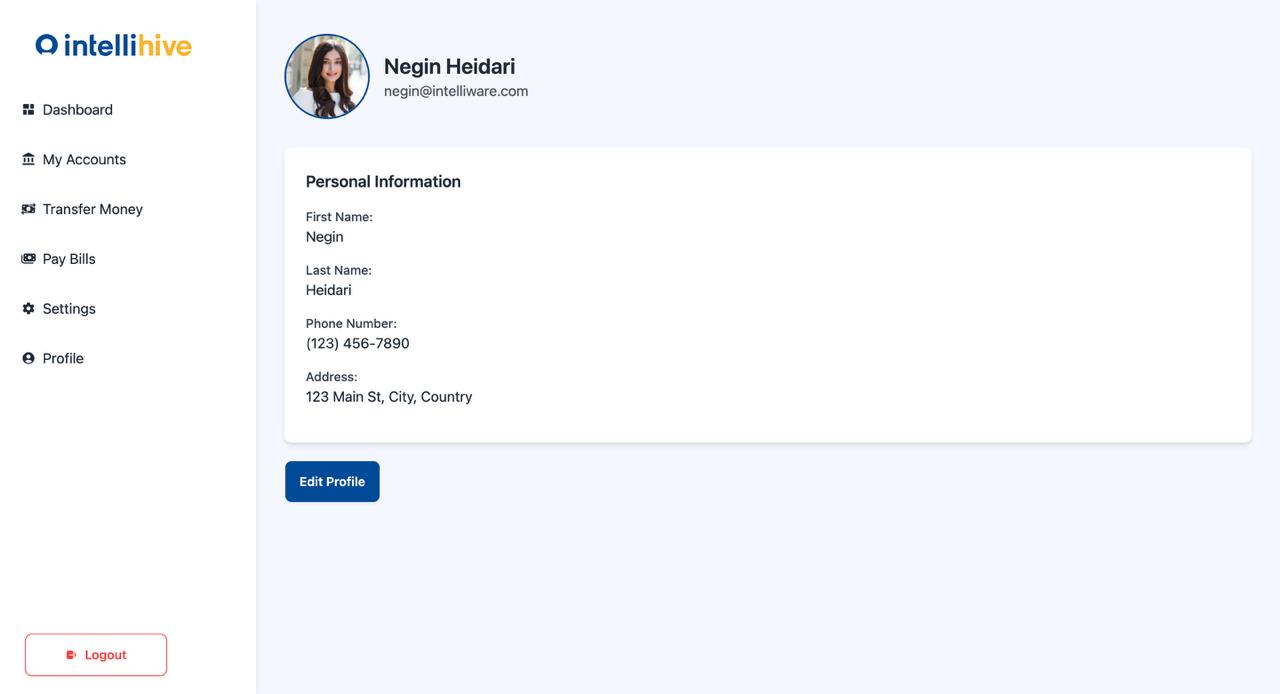 intellihive
Dashboard
My Accounts
Transfer Money
Pay Bills
Settings
Profile
Logout
Negin Heidari
negin@intelliware.com
Personal Information
First Name:
Negin
Last Name:
Heidari
Phone Number:
(123) 456-7890
Address:
123 Main St, City, Country
Edit Profile